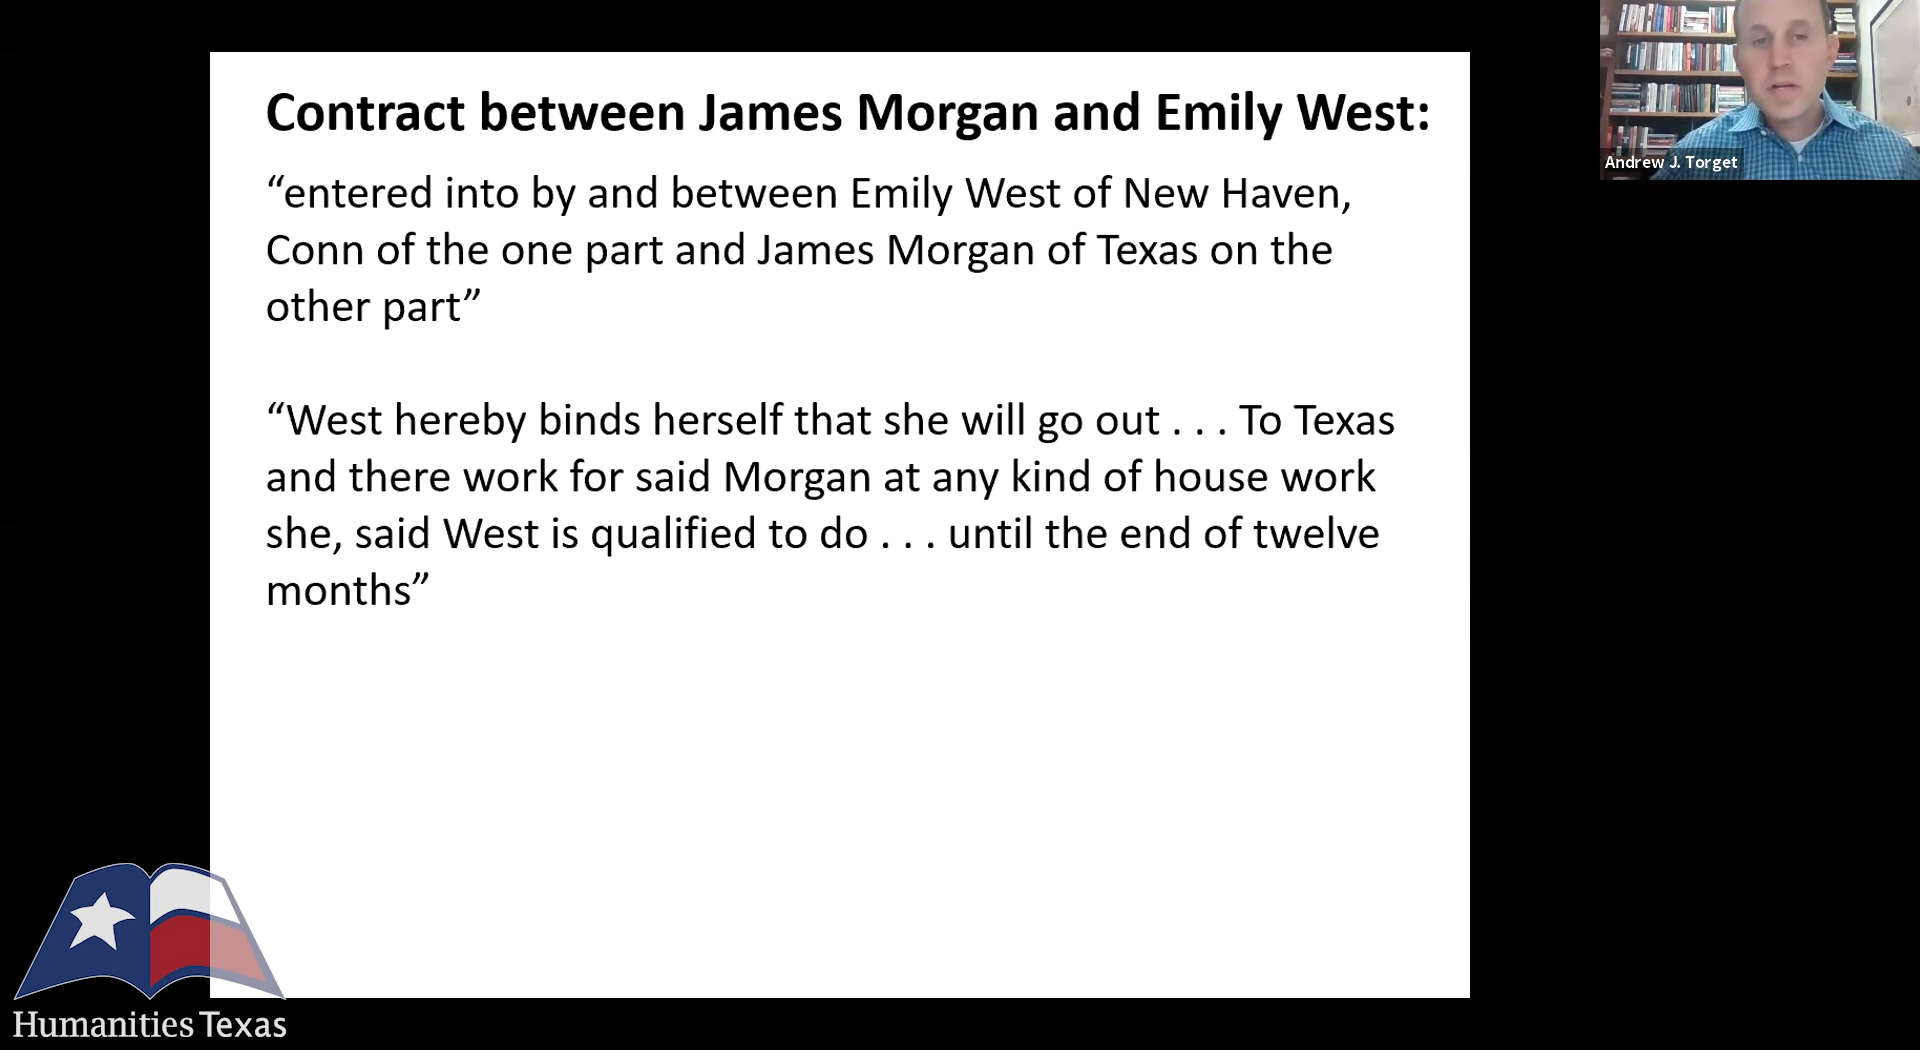 Contract between James Morgan and Emily West:
“entered into by and between Emily West of New Haven,
Conn of the one part and James Morgan of Texas on the
other part”
“West hereby binds herself that she will go out . . . To Texas
and there work for said Morgan at any kind of house work
she, said West is qualified to do . . . until the end of twelve
months”
Andrew J. Torget
Humanities Texas